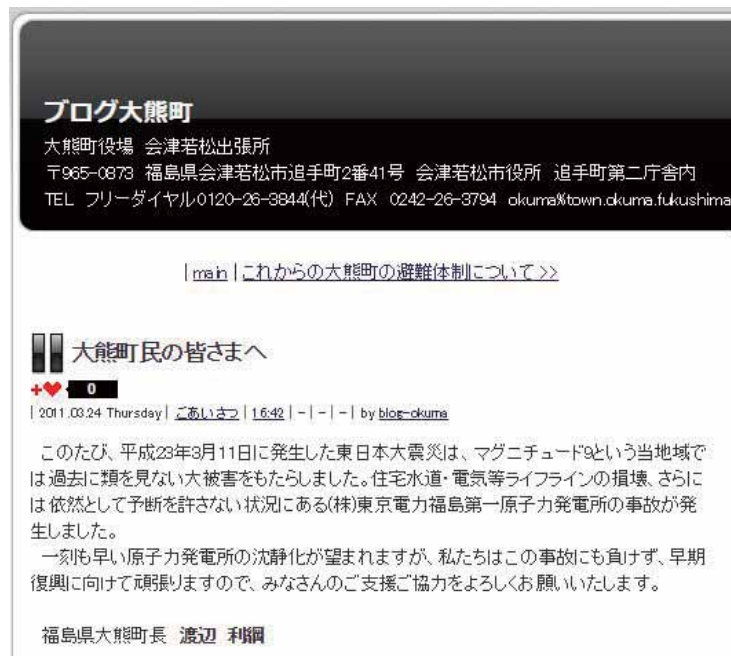 ブログ大熊町
大熊町役場 会津若松出張所
〒965-0873 福島県会津若松市追手町2番41号 会津若松市役所 追手町第二庁舎内
TEL フリーダイヤル0120-26-3844(代) FAX 0242-26-3794 okuma%town.okuma.fukushima
| main | これからの大熊町の避難体制について >>
大熊町民の皆さまへ
+ 0
| 2011.03.24 Thursday | ごあいさつ | 16:42 | - | - | - | by blog-okuma
このたび、平成23年3月11日に発生した東日本大震災は、マグニチュード9という当地域で
は過去に類を見ない大被害をもたらしました。住宅水道・電気等ライフラインの損壊、さらに
は依然として予断を許さない状況にある(株)東京電力福島第一原子力発電所の事故が発
生しました。
一刻も早い原子力発電所の沈静化が望まれますが、私たちはこの事故にも負けず、早期
復興に向けて頑張りますので、みなさんのご支援ご協力をよろしくお願いいたします。
福島県大熊町長 渡辺 利綱